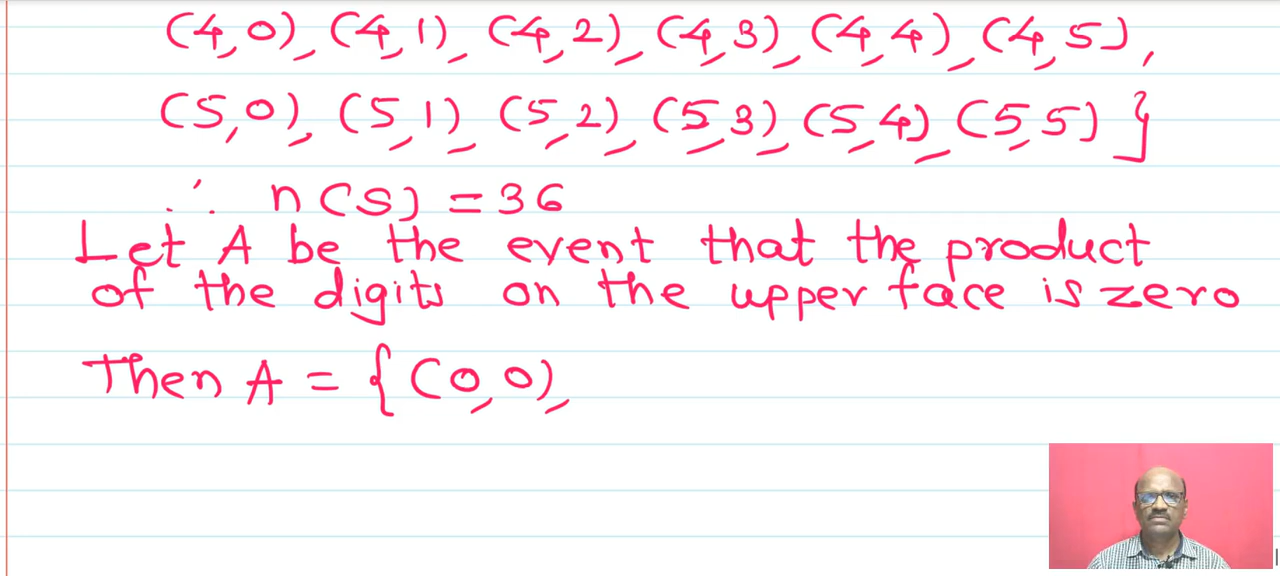 (4,0), (4,1), (4,2), (4,3), (4,4), (4,5),
(5,0), (5,1), (5,2), (5,3), (5,4), (5,5) }
∴ n(S) = 36
Let A be the event that the product
of the digits on the upper face is zero
Then A = { (0,0),